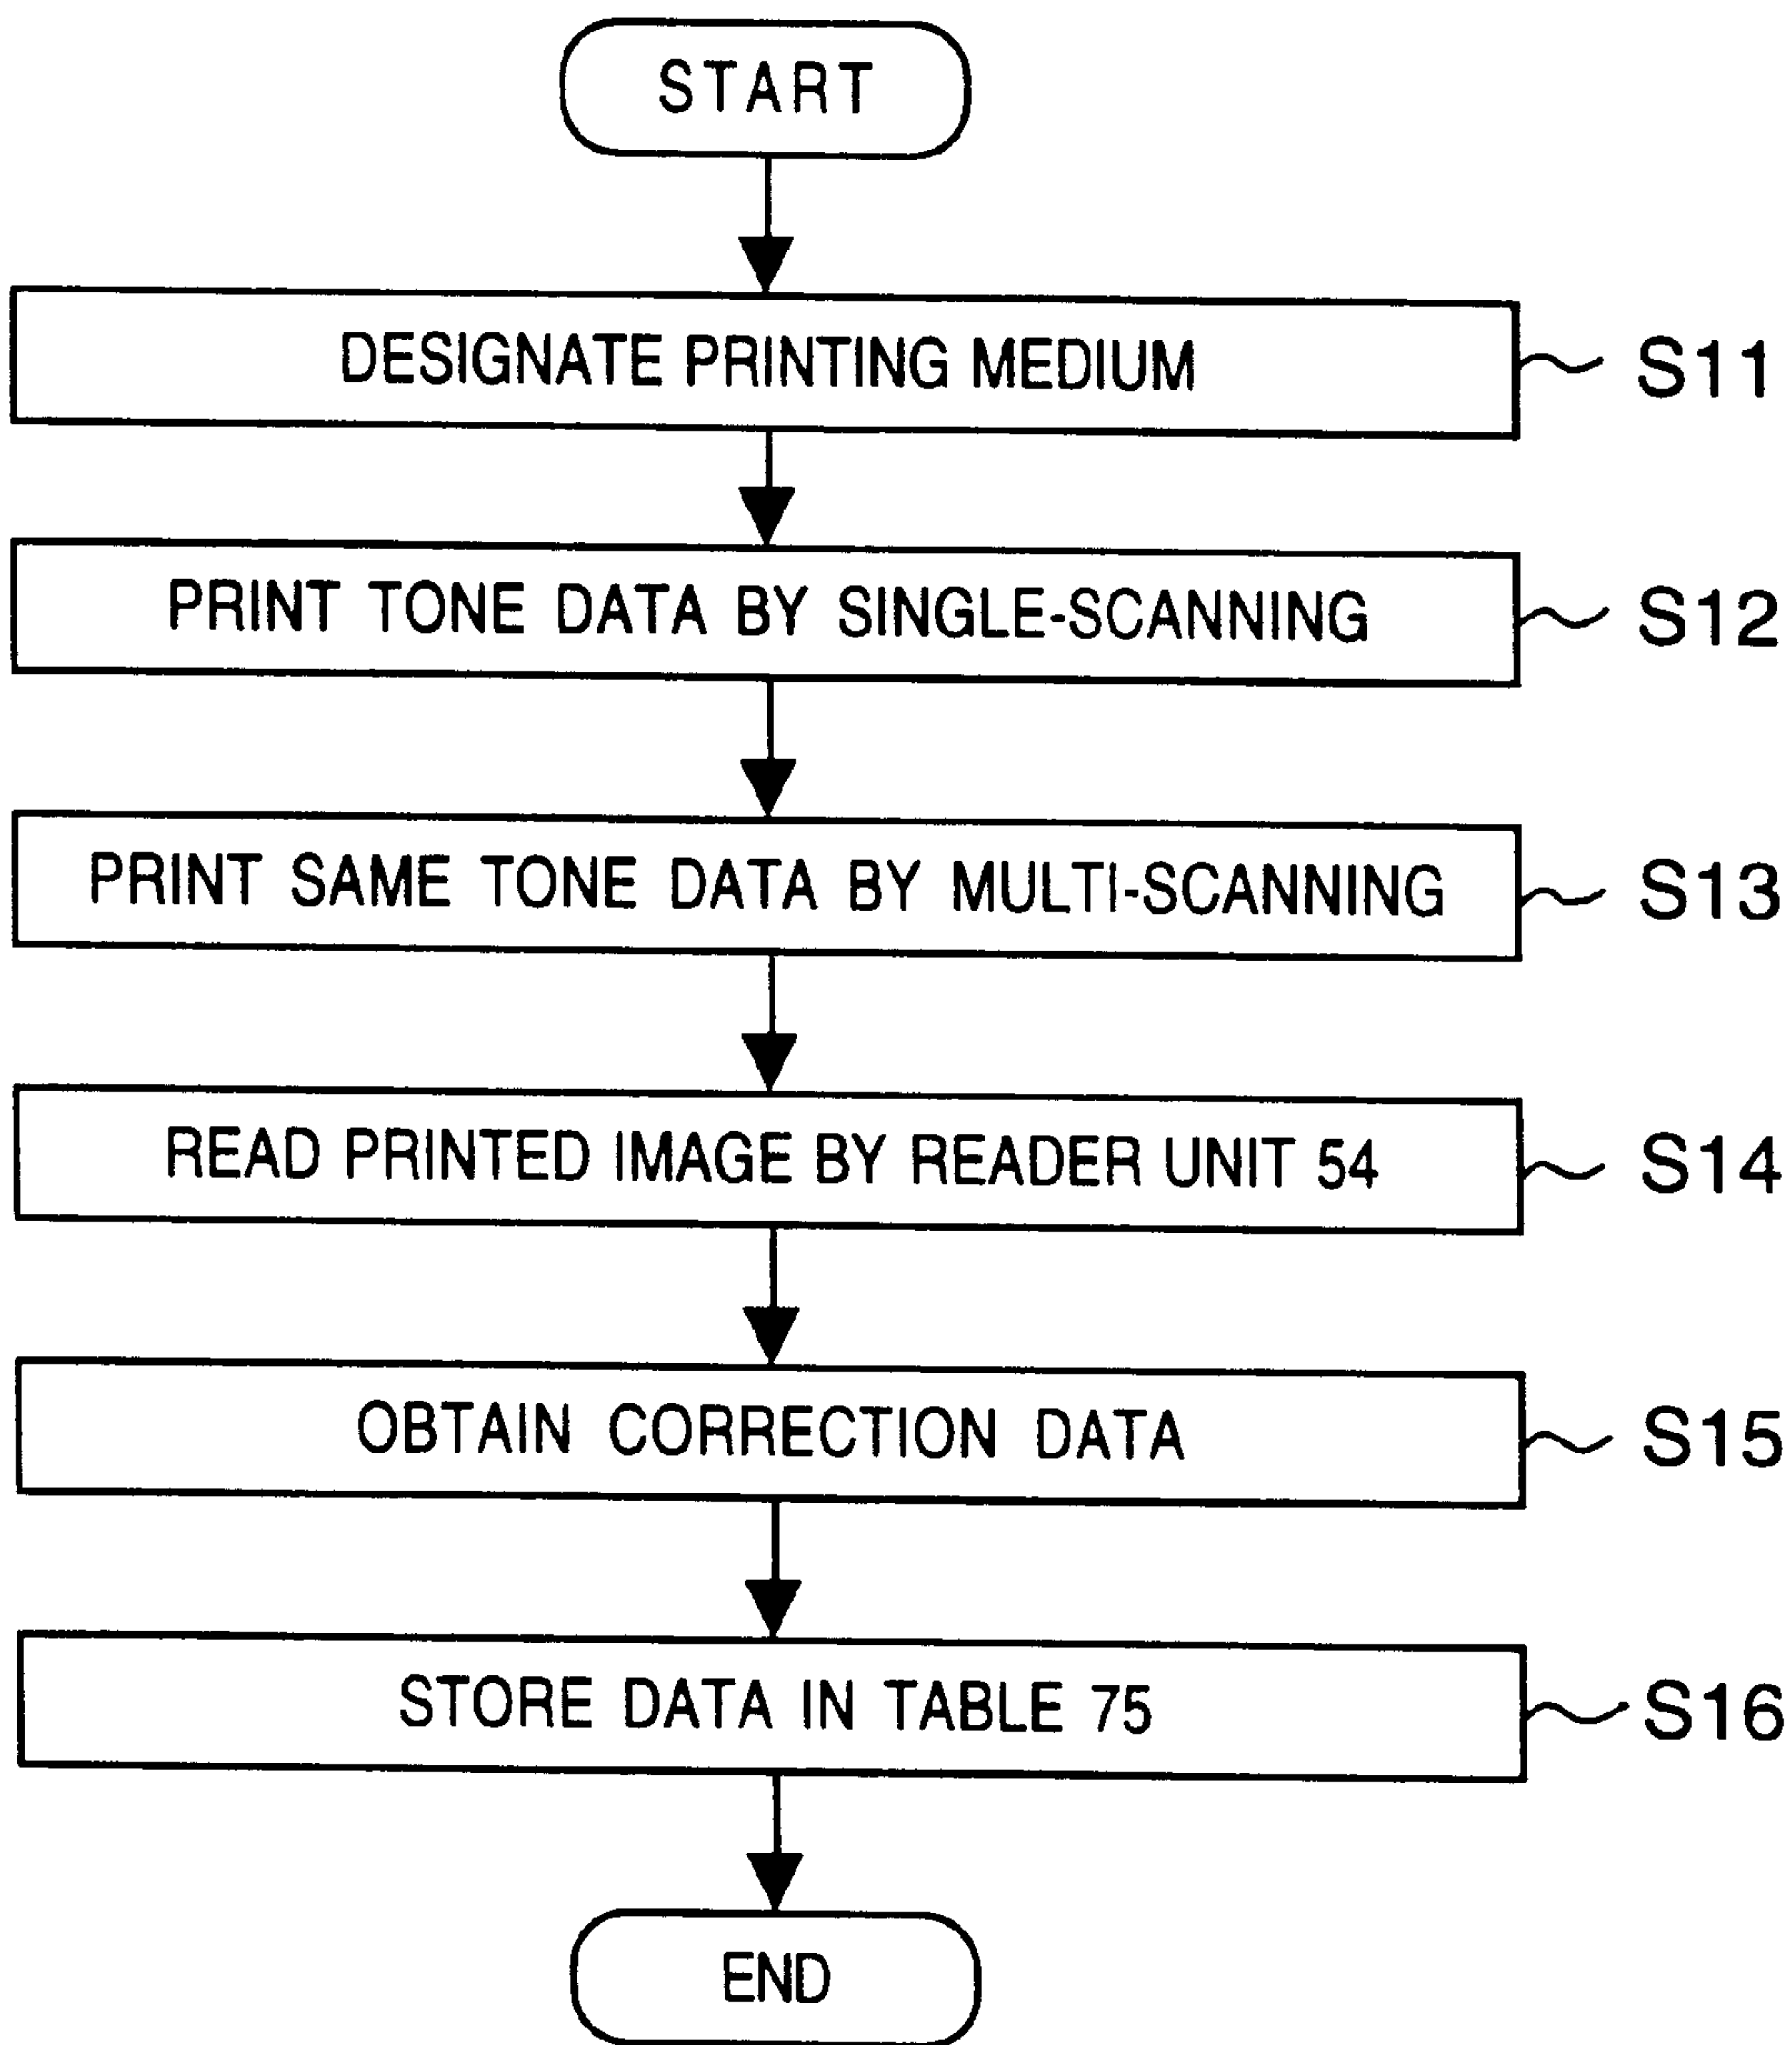 START
DESIGNATE PRINTING MEDIUM S11
PRINT TONE DATA BY SINGLE-SCANNING S12
PRINT SAME TONE DATA BY MULTI-SCANNING S13
READ PRINTED IMAGE BY READER UNIT 54 S14
OBTAIN CORRECTION DATA S15
STORE DATA IN TABLE 75 S16
END